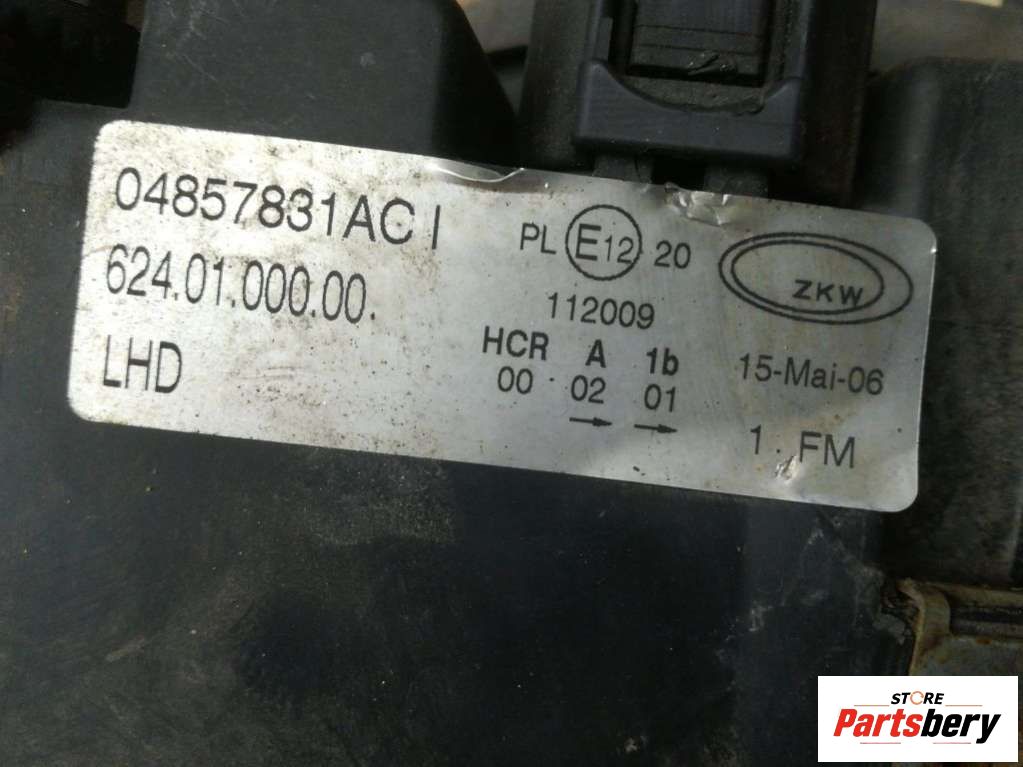 04857831AC I
624.01.000.00.
LHD
PL E12 20
112009
HCR A 1b
00 02 01
→ →
ZKW
15-Mai-06
1. FM
STORE
Partsbery